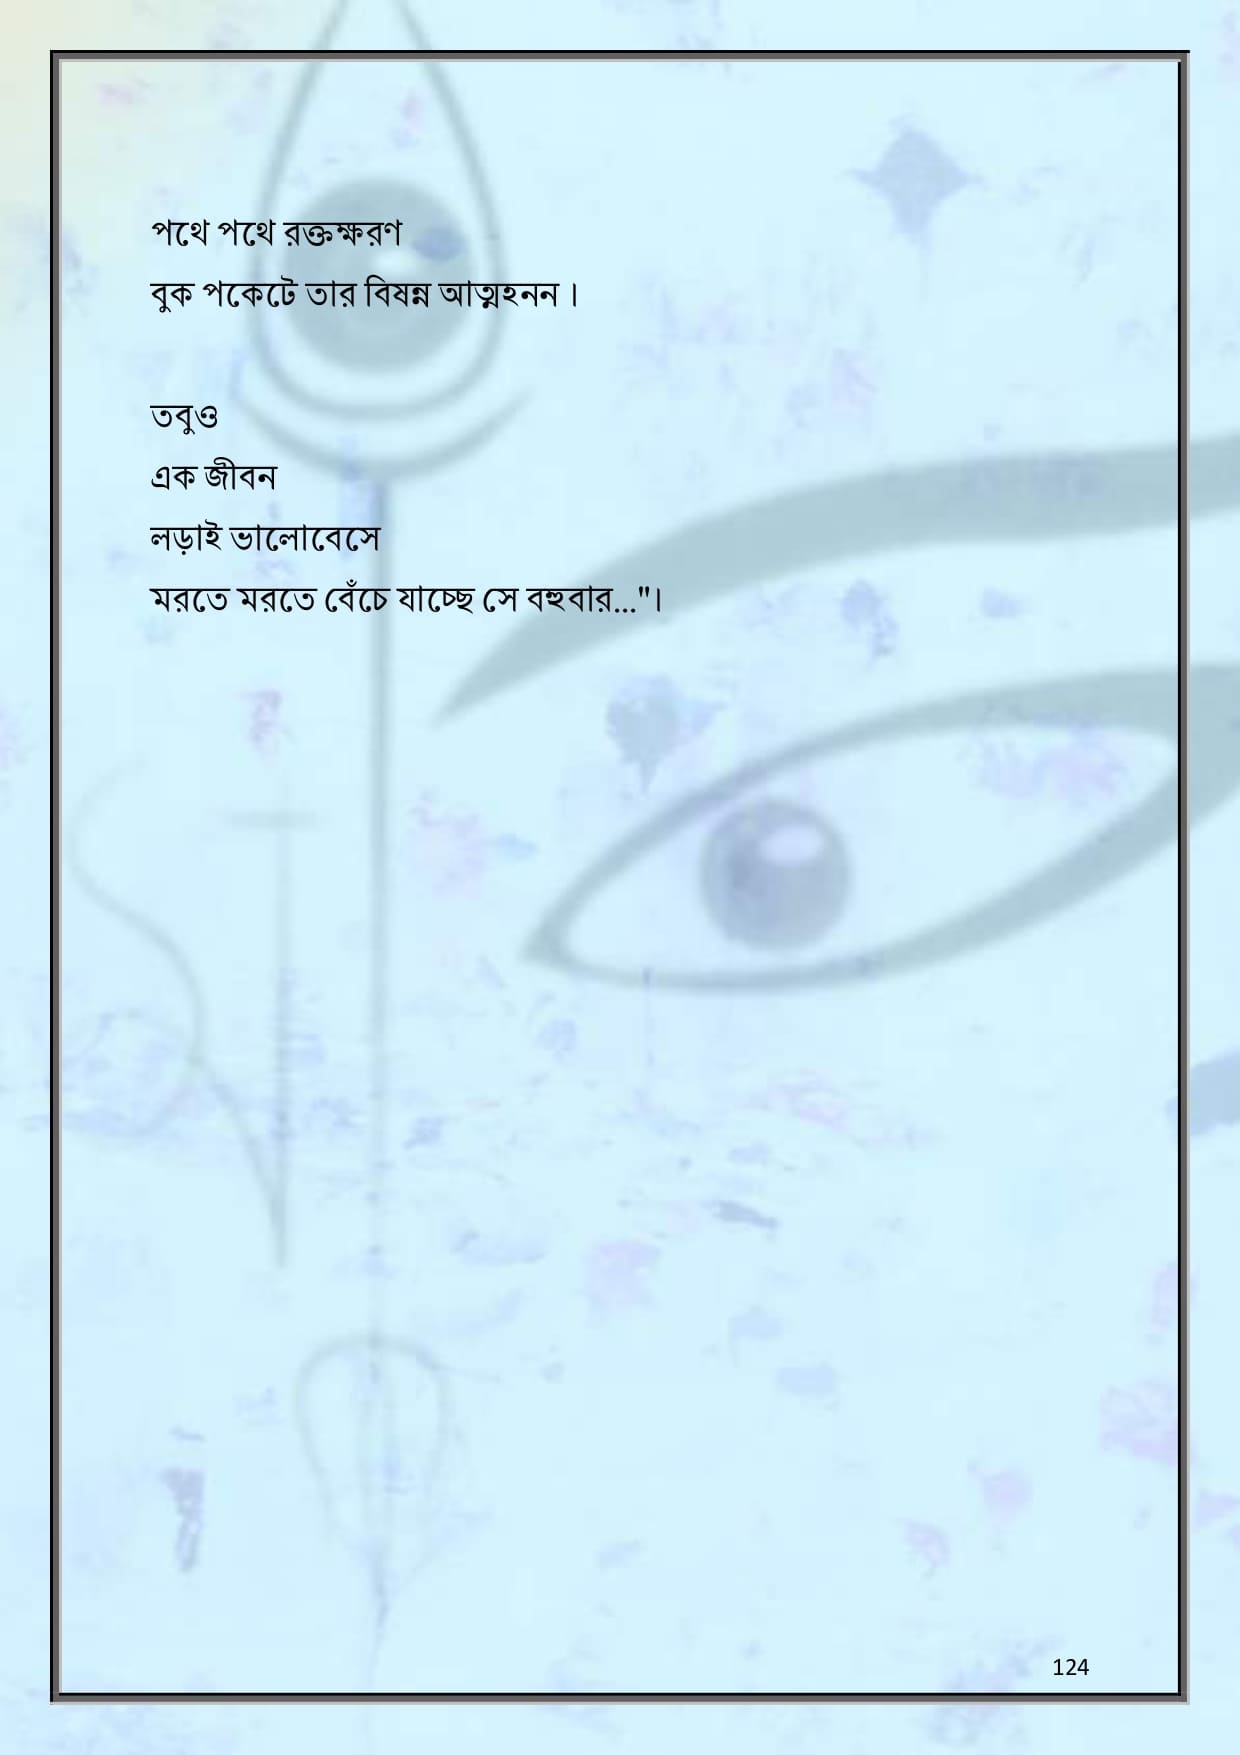 পথে পথে রক্তক্ষরণ
বুক পকেটে তার বিষন্ন আত্মহনন ।
তবুও
এক জীবন
লড়াই ভালোবেসে
মরতে মরতে বেঁচে যাচ্ছে সে বহুবার..."।
124